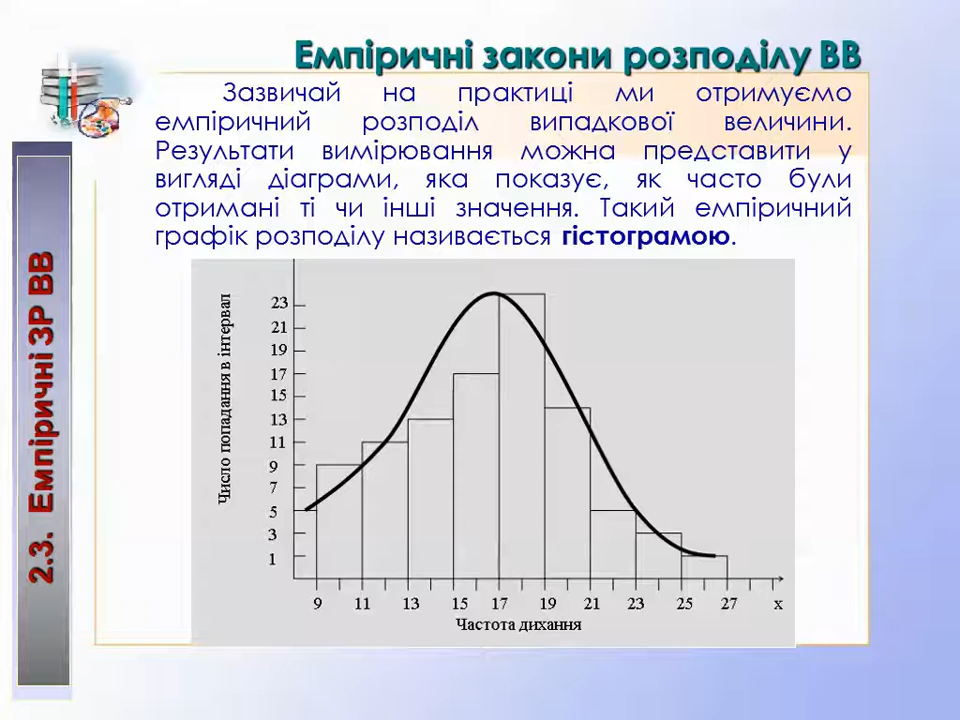 Емпіричні закони розподілу ВВ
Зазвичай на практиці ми отримуємо
емпіричний розподіл випадкової величини.
Результати вимірювання можна представити у
вигляді діаграми, яка показує, як часто були
отримані ті чи інші значення. Такий емпіричний
графік розподілу називається гістограмою.
2.3. Емпіричні ЗР ВВ
Число попадання в інтервал
23
21
19
17
15
13
11
9
7
5
3
1
9 11 13 15 17 19 21 23 25 27 x
Частота дихання